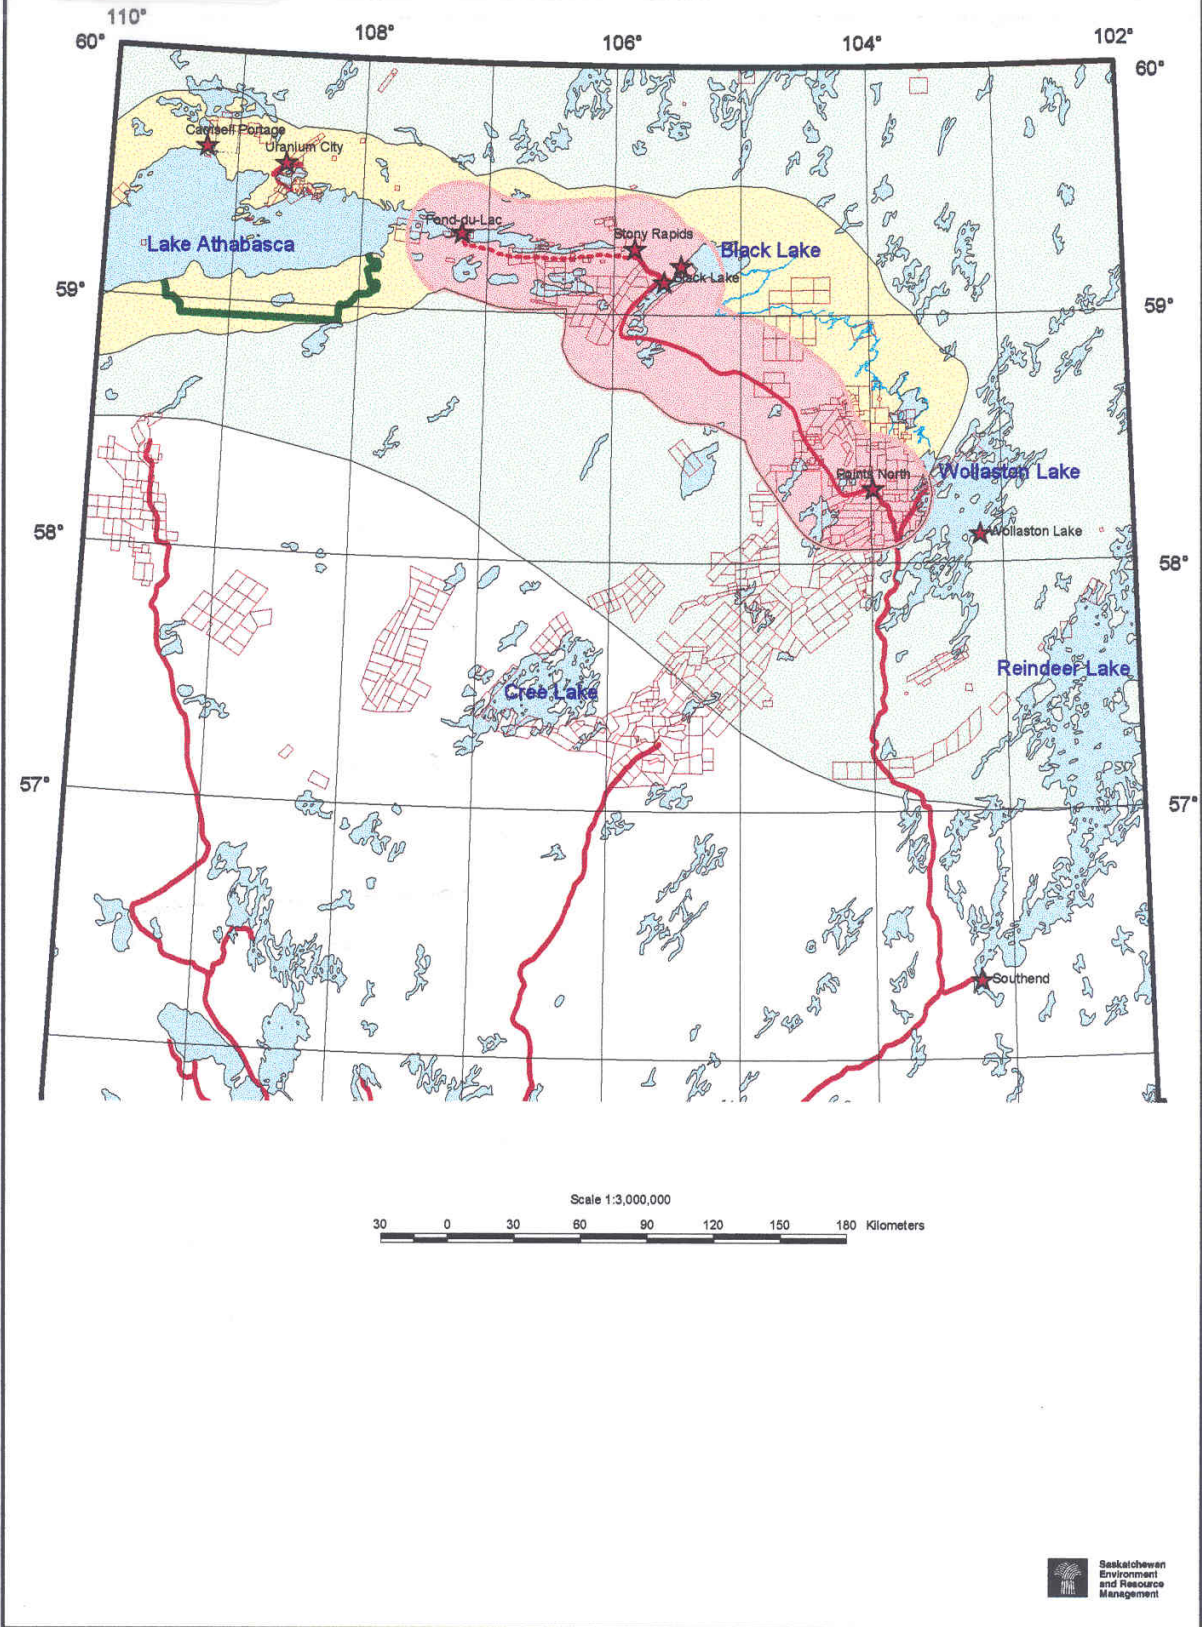 110°
60°
108°
106°
104°
102°
60°
Camsell Portage
Uranium City
Fond-du-Lac
Stony Rapids
Lake Athabasca
Black Lake
Black Lake
59°
59°
Points North
Wollaston Lake
58°
Wollaston Lake
58°
Reindeer Lake
Cree Lake
57°
57°
Southend
Scale 1:3,000,000
30 0 30 60 90 120 150 180 Kilometers
Saskatchewan
Environment
and Resource
Management